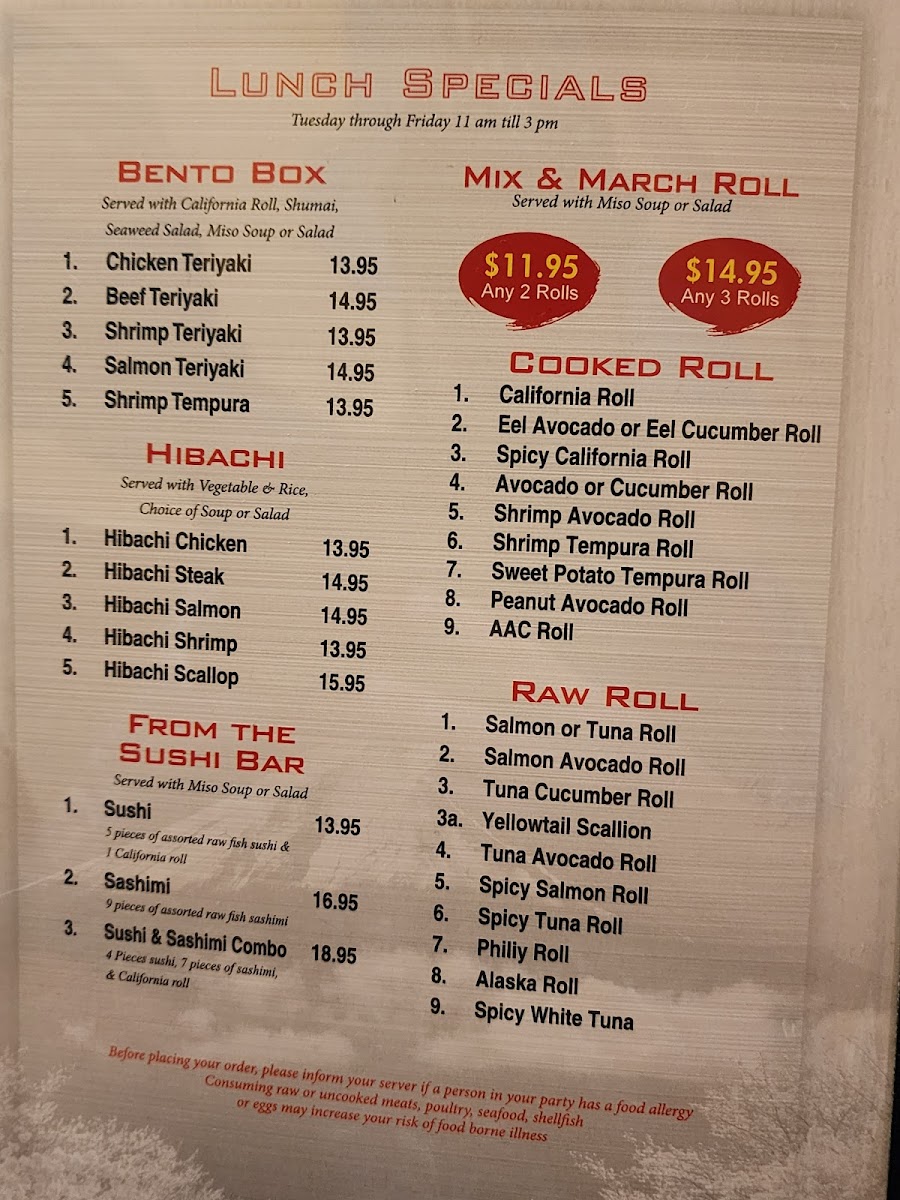 Lunch Specials
Tuesday through Friday 11 am till 3 pm
Bento Box
Served with California Roll, Shumai,
Seaweed Salad, Miso Soup or Salad
1. Chicken Teriyaki 13.95
2. Beef Teriyaki 14.95
3. Shrimp Teriyaki 13.95
4. Salmon Teriyaki 14.95
5. Shrimp Tempura 13.95
Hibachi
Served with Vegetable & Rice,
Choice of Soup or Salad
1. Hibachi Chicken 13.95
2. Hibachi Steak 14.95
3. Hibachi Salmon 14.95
4. Hibachi Shrimp 13.95
5. Hibachi Scallop 15.95
From the
Sushi Bar
Served with Miso Soup or Salad
1. Sushi 13.95
5 pieces of assorted raw fish sushi &
1 California roll
2. Sashimi 16.95
9 pieces of assorted raw fish sashimi
3. Sushi & Sashimi Combo 18.95
4 Pieces sushi, 7 pieces of sashimi,
& California roll
Mix & March Roll
Served with Miso Soup or Salad
$11.95
Any 2 Rolls
$14.95
Any 3 Rolls
Cooked Roll
1. California Roll
2. Eel Avocado or Eel Cucumber Roll
3. Spicy California Roll
4. Avocado or Cucumber Roll
5. Shrimp Avocado Roll
6. Shrimp Tempura Roll
7. Sweet Potato Tempura Roll
8. Peanut Avocado Roll
9. AAC Roll
Raw Roll
1. Salmon or Tuna Roll
2. Salmon Avocado Roll
3. Tuna Cucumber Roll
3a. Yellowtail Scallion
4. Tuna Avocado Roll
5. Spicy Salmon Roll
6. Spicy Tuna Roll
7. Philiy Roll
8. Alaska Roll
9. Spicy White Tuna
Before placing your order, please inform your server if a person in your party has a food allergy
Consuming raw or uncooked meats, poultry, seafood, shellfish
or eggs may increase your risk of food borne illness